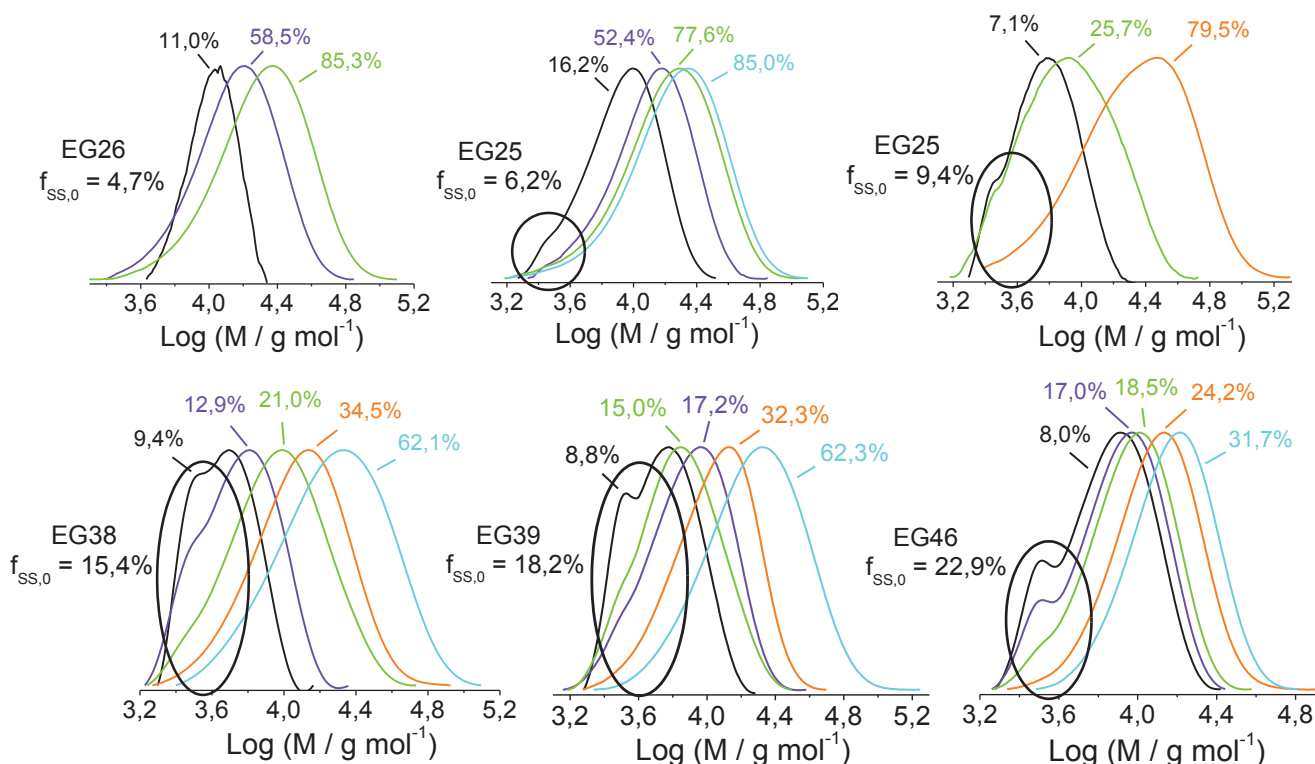 11,0%
58,5%
85,3%
EG26
f_SS,0 = 4,7%
3,6 4,0 4,4 4,8 5,2
Log (M / g mol⁻¹)
16,2%
52,4%
77,6%
85,0%
EG25
f_SS,0 = 6,2%
3,2 3,6 4,0 4,4 4,8 5,2
Log (M / g mol⁻¹)
7,1%
25,7%
79,5%
EG25
f_SS,0 = 9,4%
3,2 3,6 4,0 4,4 4,8 5,2
Log (M / g mol⁻¹)
9,4%
12,9%
21,0%
34,5%
62,1%
EG38
f_SS,0 = 15,4%
3,2 3,6 4,0 4,4 4,8 5,2
Log (M / g mol⁻¹)
8,8%
15,0%
17,2%
32,3%
62,3%
EG39
f_SS,0 = 18,2%
3,2 3,6 4,0 4,4 4,8 5,2
Log (M / g mol⁻¹)
8,0%
17,0%
18,5%
24,2%
31,7%
EG46
f_SS,0 = 22,9%
3,2 3,6 4,0 4,4 4,8
Log (M / g mol⁻¹)